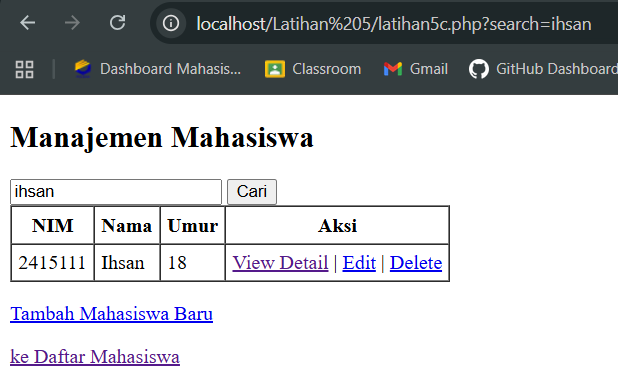 localhost/Latihan%205/latihan5c.php?search=ihsan
Dashboard Mahasis... Classroom Gmail GitHub Dashboard
Manajemen Mahasiswa
ihsan Cari
NIM Nama Umur Aksi
2415111 Ihsan 18 View Detail | Edit | Delete
Tambah Mahasiswa Baru
ke Daftar Mahasiswa